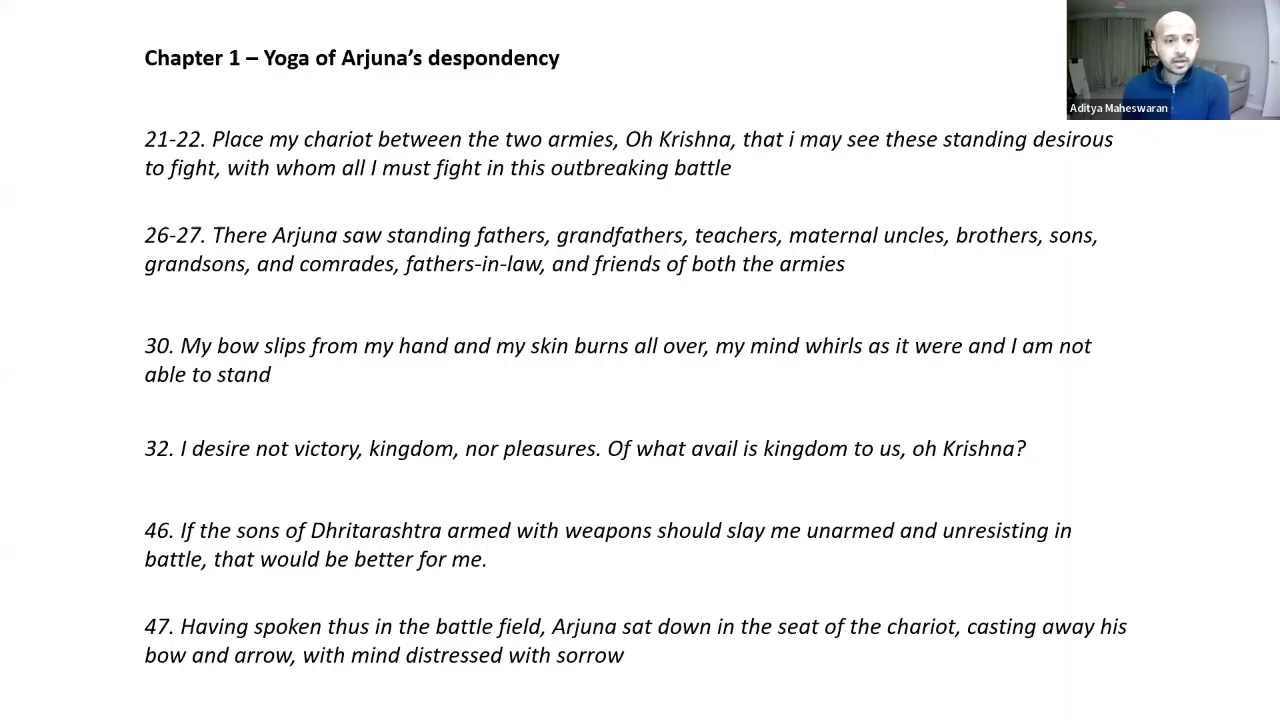 Chapter 1 – Yoga of Arjuna’s despondency
Aditya Maheswaran
21-22. Place my chariot between the two armies, Oh Krishna, that i may see these standing desirous
to fight, with whom all I must fight in this outbreaking battle
26-27. There Arjuna saw standing fathers, grandfathers, teachers, maternal uncles, brothers, sons,
grandsons, and comrades, fathers-in-law, and friends of both the armies
30. My bow slips from my hand and my skin burns all over, my mind whirls as it were and I am not
able to stand
32. I desire not victory, kingdom, nor pleasures. Of what avail is kingdom to us, oh Krishna?
46. If the sons of Dhritarashtra armed with weapons should slay me unarmed and unresisting in
battle, that would be better for me.
47. Having spoken thus in the battle field, Arjuna sat down in the seat of the chariot, casting away his
bow and arrow, with mind distressed with sorrow